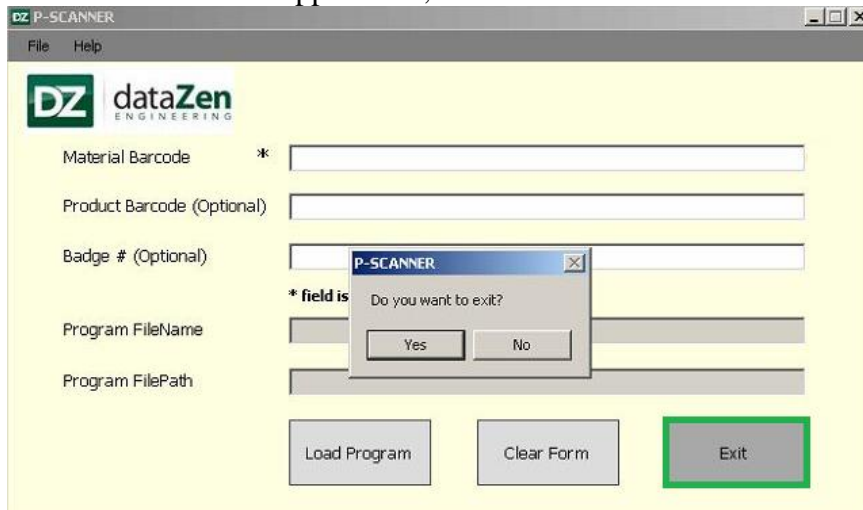 P-SCANNER
File Help
DZ dataZen
ENGINEERING
Material Barcode *
Product Barcode (Optional)
Badge # (Optional)
P-SCANNER
* field is
Do you want to exit?
Yes No
Program FileName
Program FilePath
Load Program Clear Form Exit